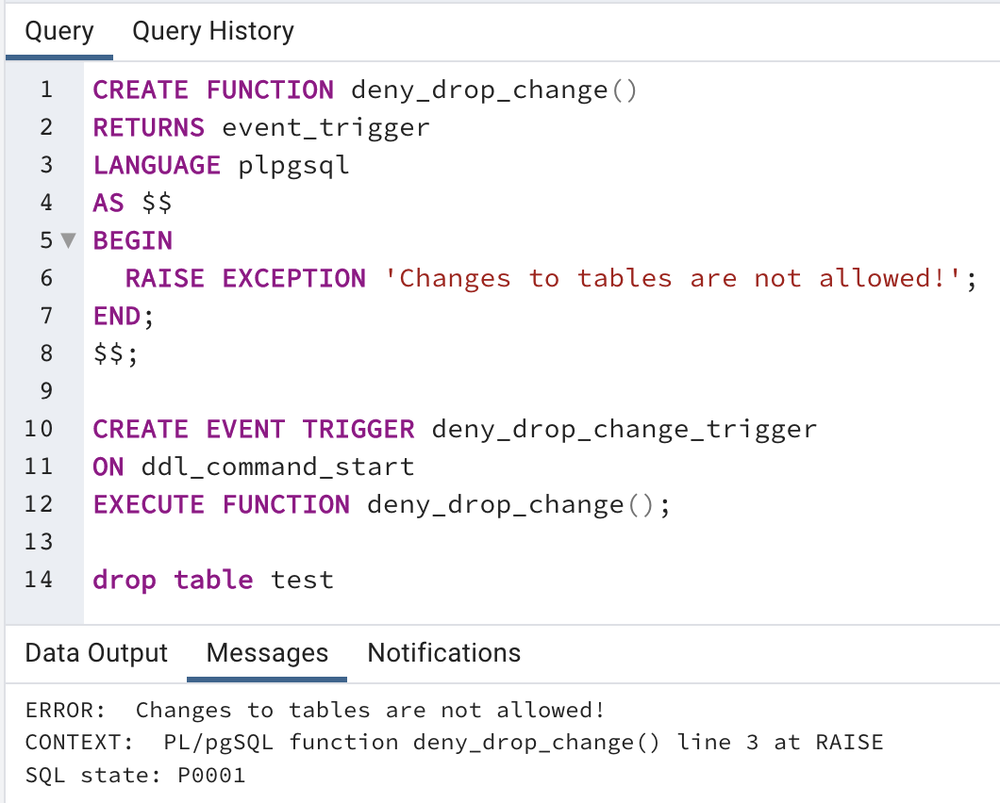 Query Query History
1 CREATE FUNCTION deny_drop_change()
2 RETURNS event_trigger
3 LANGUAGE plpgsql
4 AS $$
5 BEGIN
6 RAISE EXCEPTION 'Changes to tables are not allowed!';
7 END;
8 $$;
9
10 CREATE EVENT TRIGGER deny_drop_change_trigger
11 ON ddl_command_start
12 EXECUTE FUNCTION deny_drop_change();
13
14 drop table test
Data Output Messages Notifications
ERROR:  Changes to tables are not allowed!
CONTEXT:  PL/pgSQL function deny_drop_change() line 3 at RAISE
SQL state: P0001